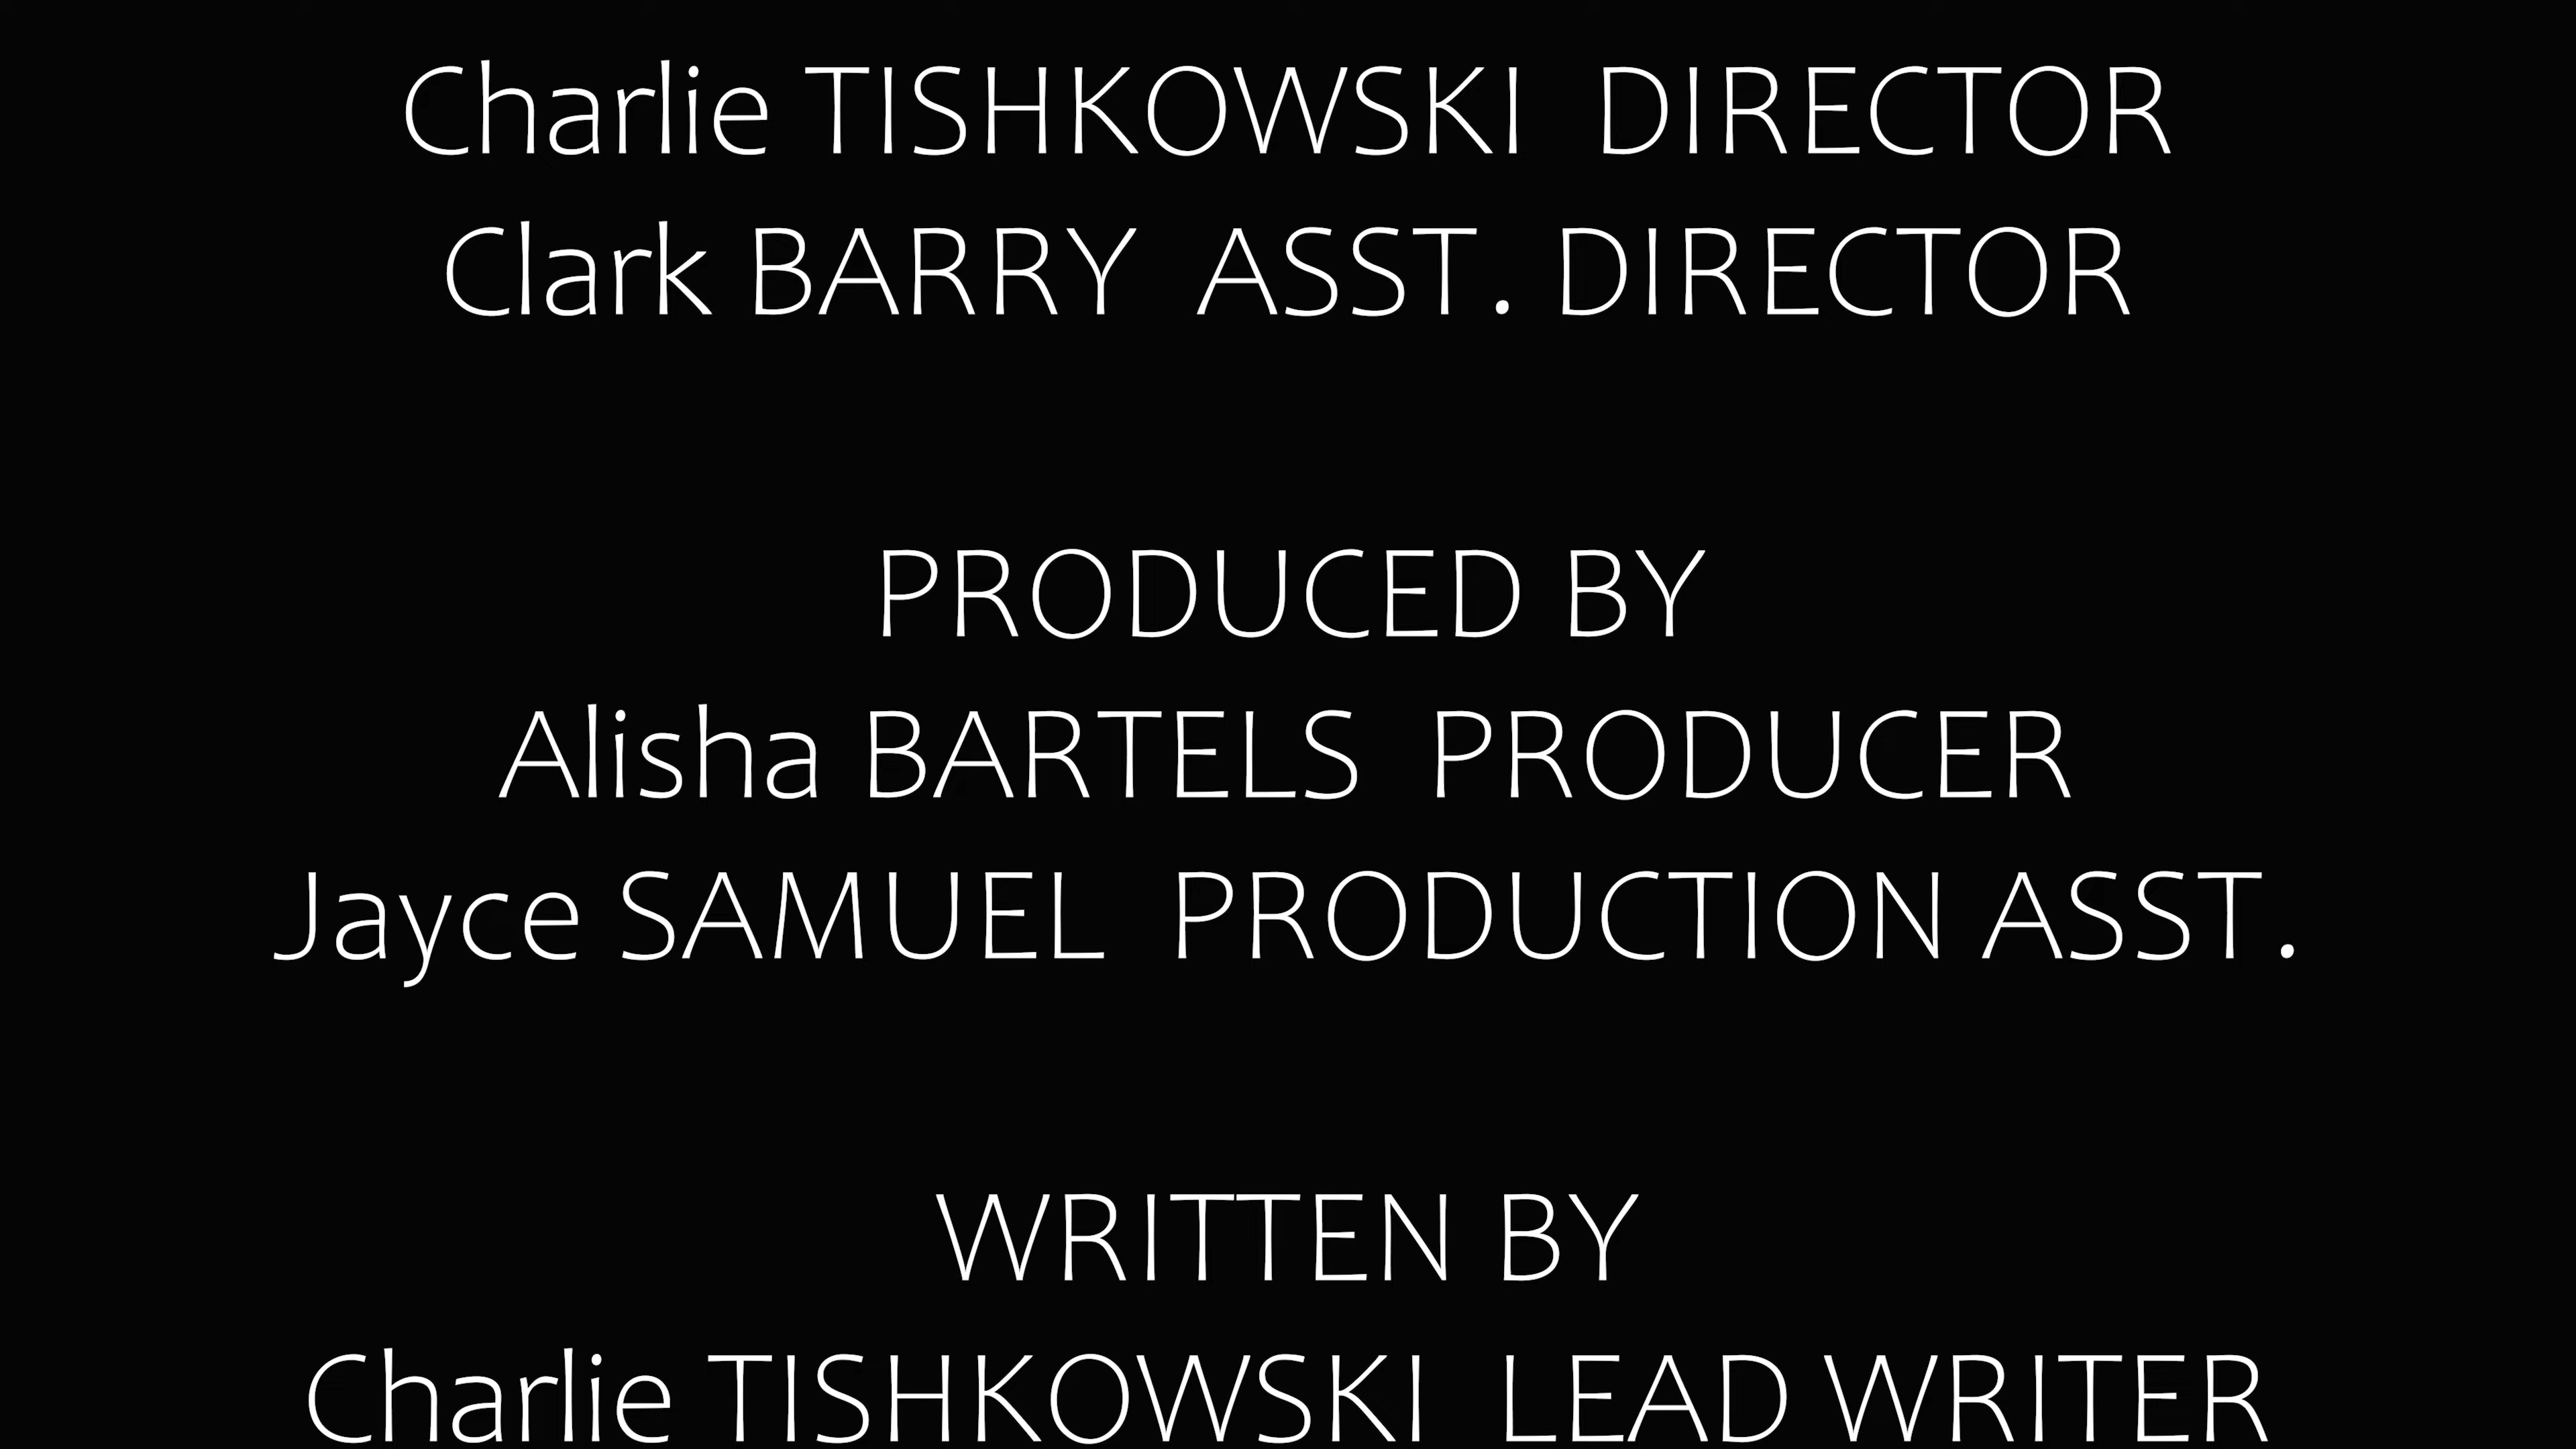 Charlie TISHKOWSKI  DIRECTOR
Clark BARRY  ASST. DIRECTOR
PRODUCED BY
Alisha BARTELS  PRODUCER
Jayce SAMUEL  PRODUCTION ASST.
WRITTEN BY
Charlie TISHKOWSKI  LEAD WRITER